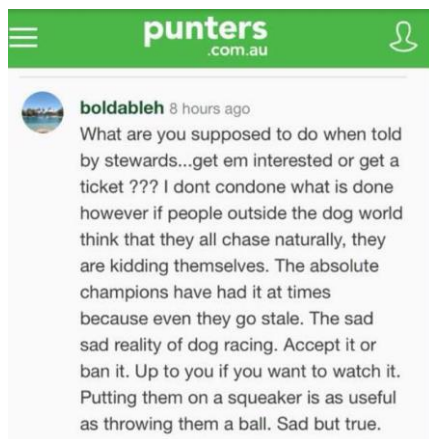 punters
.com.au
boldableh 8 hours ago
What are you supposed to do when told
by stewards...get em interested or get a
ticket ??? I dont condone what is done
however if people outside the dog world
think that they all chase naturally, they
are kidding themselves. The absolute
champions have had it at times
because even they go stale. The sad
sad reality of dog racing. Accept it or
ban it. Up to you if you want to watch it.
Putting them on a squeaker is as useful
as throwing them a ball. Sad but true.